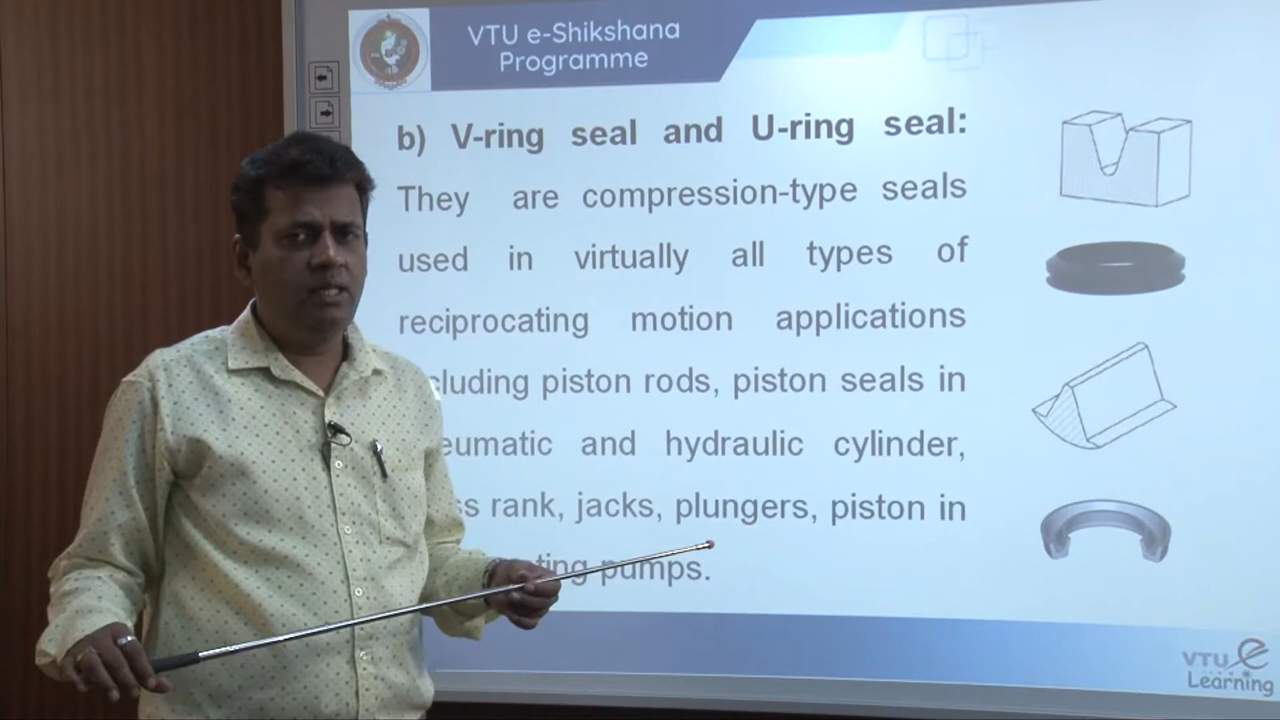 VTU e-Shikshana
Programme
b) V-ring seal and U-ring seal:
They are compression-type seals
used in virtually all types of
reciprocating motion applications
cluding piston rods, piston seals in
eumatic and hydraulic cylinder,
ss rank, jacks, plungers, piston in
ting pumps.
VTU e
Learning